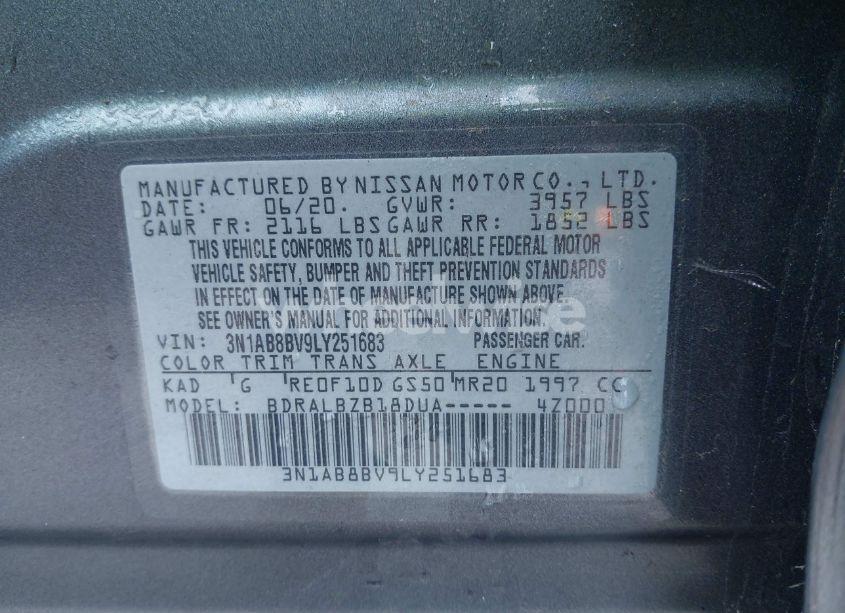 MANUFACTURED BY NISSAN MOTOR CO., LTD.
DATE: 06/20. GVWR: 3957 LBS
GAWR FR: 2116 LBS GAWR RR: 1852 LBS
THIS VEHICLE CONFORMS TO ALL APPLICABLE FEDERAL MOTOR
VEHICLE SAFETY, BUMPER AND THEFT PREVENTION STANDARDS
IN EFFECT ON THE DATE OF MANUFACTURE SHOWN ABOVE.
SEE OWNER'S MANUAL FOR ADDITIONAL INFORMATION.
VIN: 3N1AB8BV9LY251683 PASSENGER CAR.
COLOR TRIM TRANS AXLE ENGINE
KAD G RE0F10D GS50 MR20 1997 CC
MODEL: BDRALBZB18DUA----- 4Z000
3N1AB8BV9LY251683